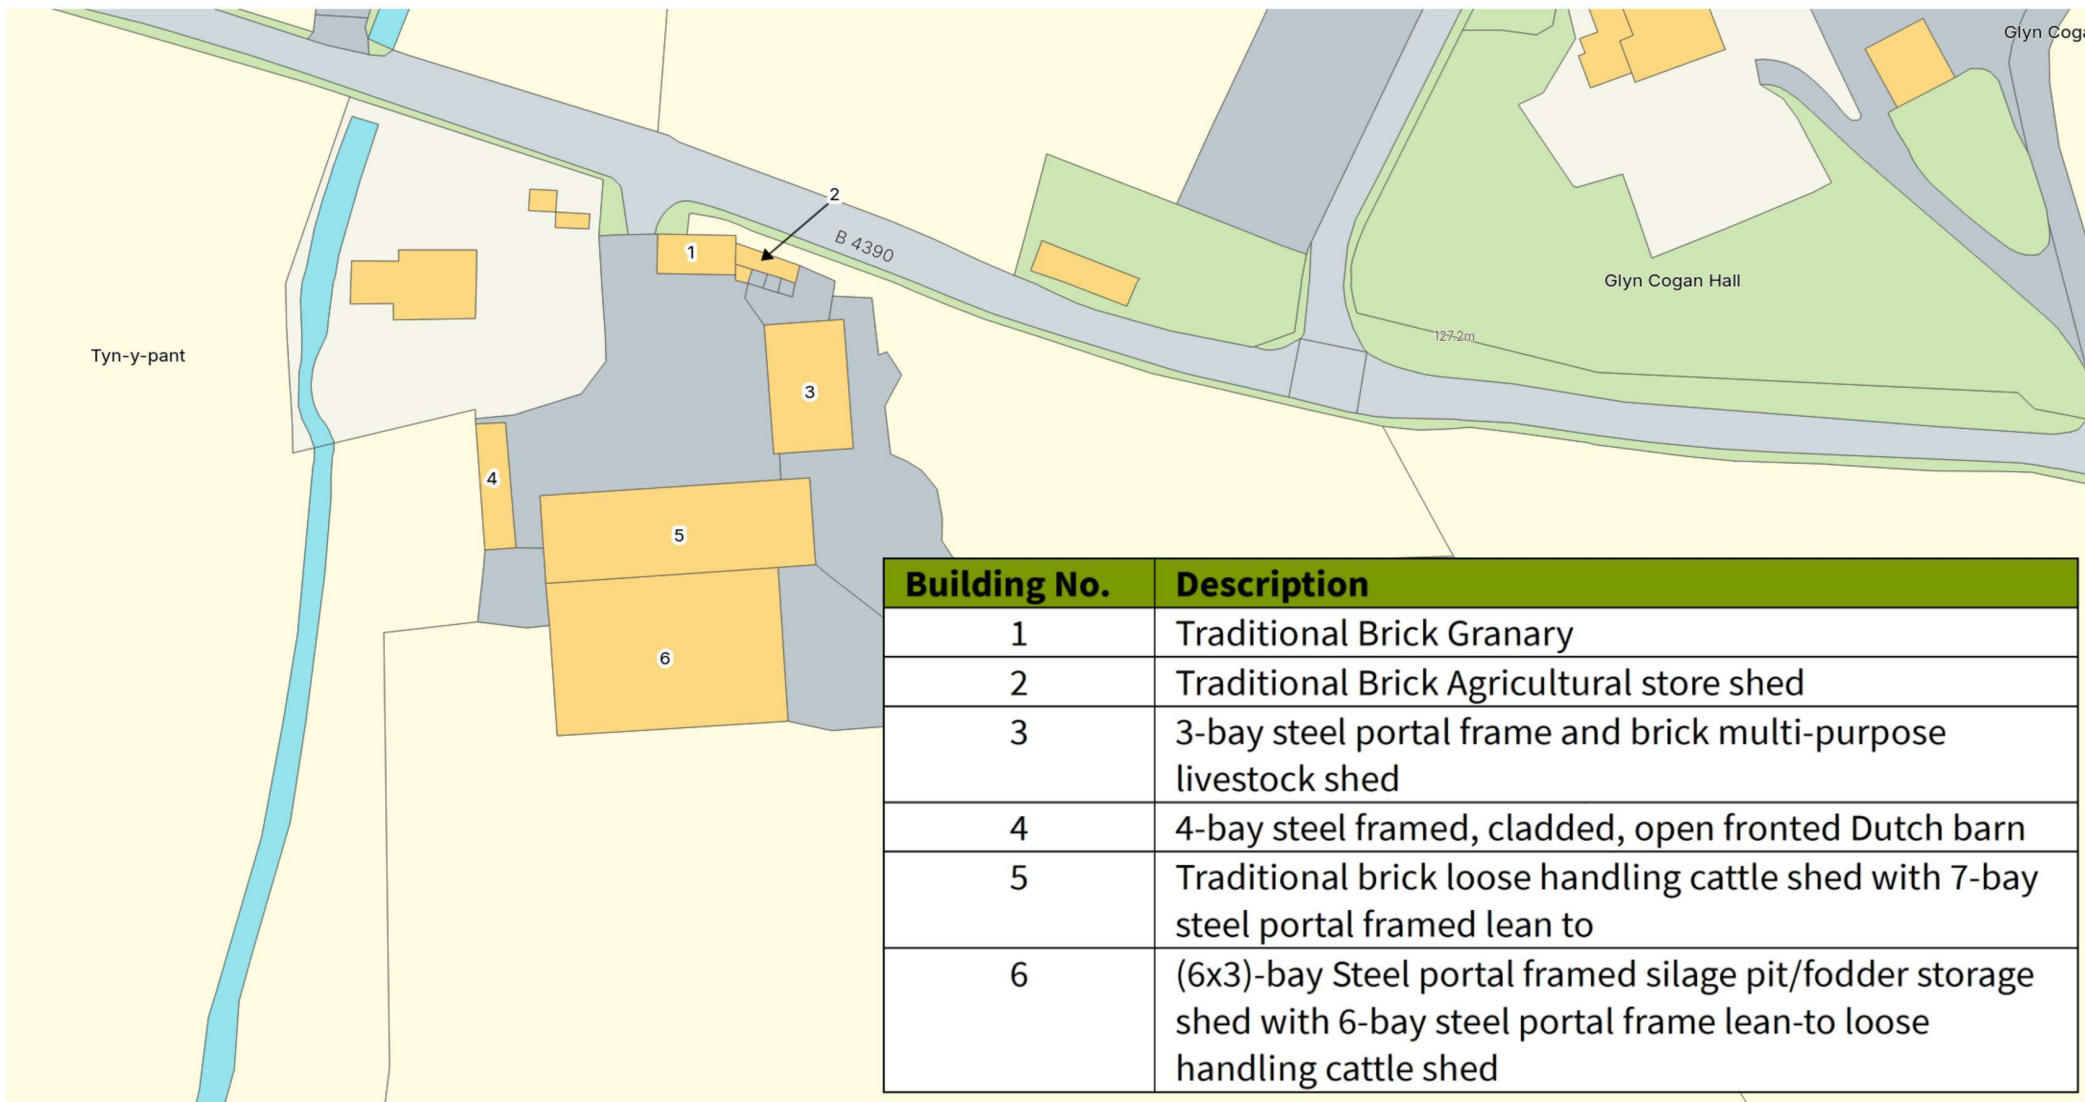 Glyn Coga
2
B 4390
1
Glyn Cogan Hall
127.2m
Tyn-y-pant
3
4
5
6
Building No. Description
1 Traditional Brick Granary
2 Traditional Brick Agricultural store shed
3 3-bay steel portal frame and brick multi-purpose
livestock shed
4 4-bay steel framed, cladded, open fronted Dutch barn
5 Traditional brick loose handling cattle shed with 7-bay
steel portal framed lean to
6 (6x3)-bay Steel portal framed silage pit/fodder storage
shed with 6-bay steel portal frame lean-to loose
handling cattle shed